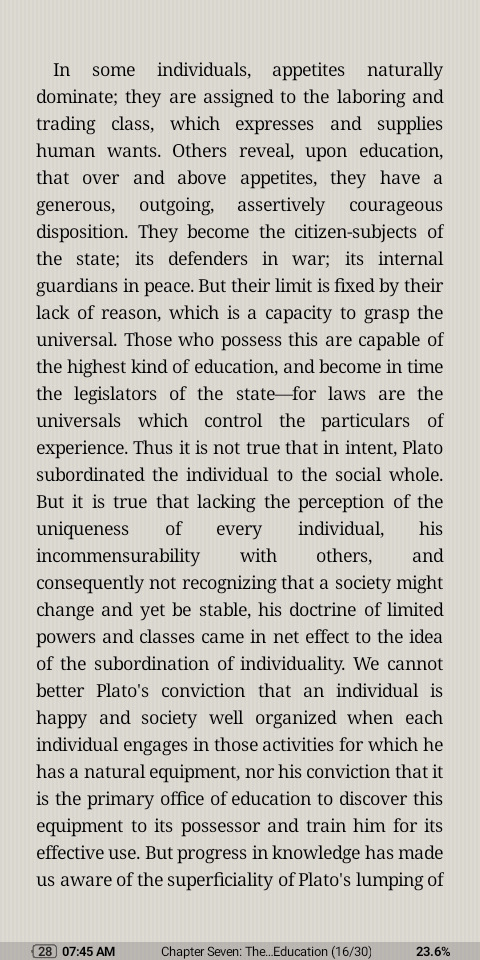 In some individuals, appetites naturally
dominate; they are assigned to the laboring and
trading class, which expresses and supplies
human wants. Others reveal, upon education,
that over and above appetites, they have a
generous, outgoing, assertively courageous
disposition. They become the citizen-subjects of
the state; its defenders in war; its internal
guardians in peace. But their limit is fixed by their
lack of reason, which is a capacity to grasp the
universal. Those who possess this are capable of
the highest kind of education, and become in time
the legislators of the state—for laws are the
universals which control the particulars of
experience. Thus it is not true that in intent, Plato
subordinated the individual to the social whole.
But it is true that lacking the perception of the
uniqueness of every individual, his
incommensurability with others, and
consequently not recognizing that a society might
change and yet be stable, his doctrine of limited
powers and classes came in net effect to the idea
of the subordination of individuality. We cannot
better Plato's conviction that an individual is
happy and society well organized when each
individual engages in those activities for which he
has a natural equipment, nor his conviction that it
is the primary office of education to discover this
equipment to its possessor and train him for its
effective use. But progress in knowledge has made
us aware of the superficiality of Plato's lumping of
28 07:45 AM Chapter Seven: The...Education (16/30) 23.6%